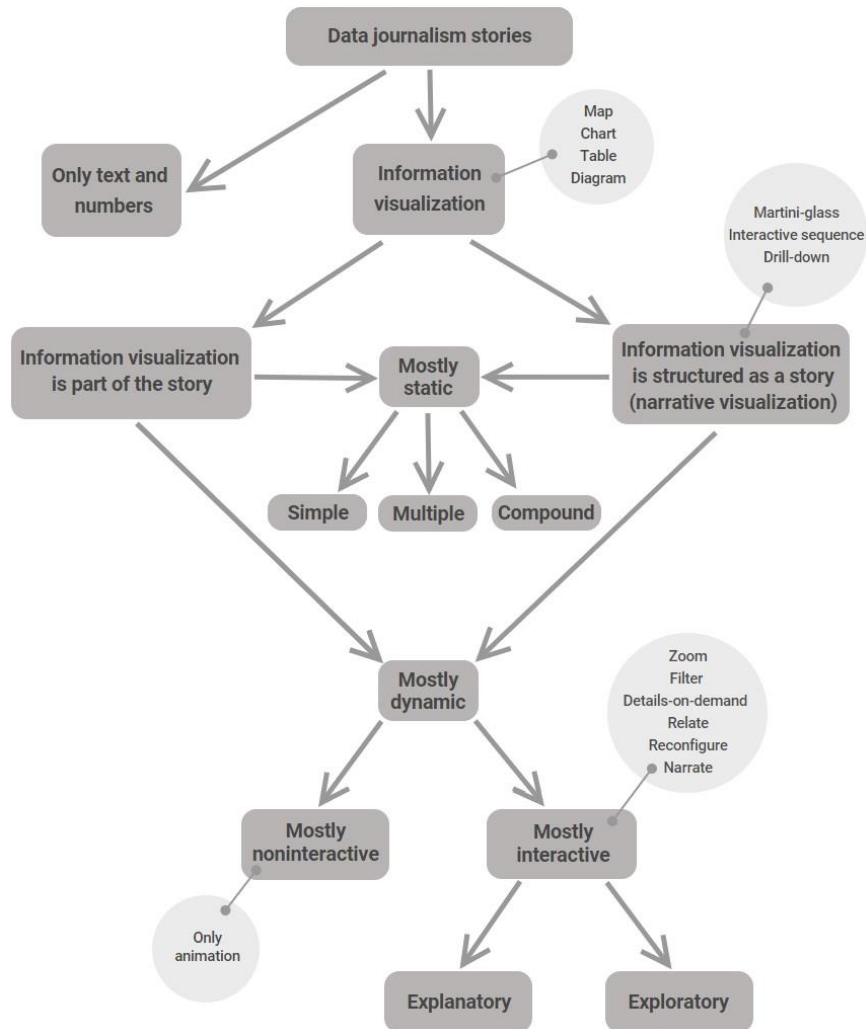 Data journalism stories
Map
Chart
Table
Diagram
Only text and
numbers
Information
visualization
Martini-glass
Interactive sequence
Drill-down
Information visualization
is part of the story
Mostly
static
Information visualization
is structured as a story
(narrative visualization)
Simple
Multiple
Compound
Zoom
Filter
Details-on-demand
Relate
Reconfigure
Narrate
Mostly
dynamic
Mostly
noninteractive
Mostly
interactive
Only
animation
Explanatory
Exploratory